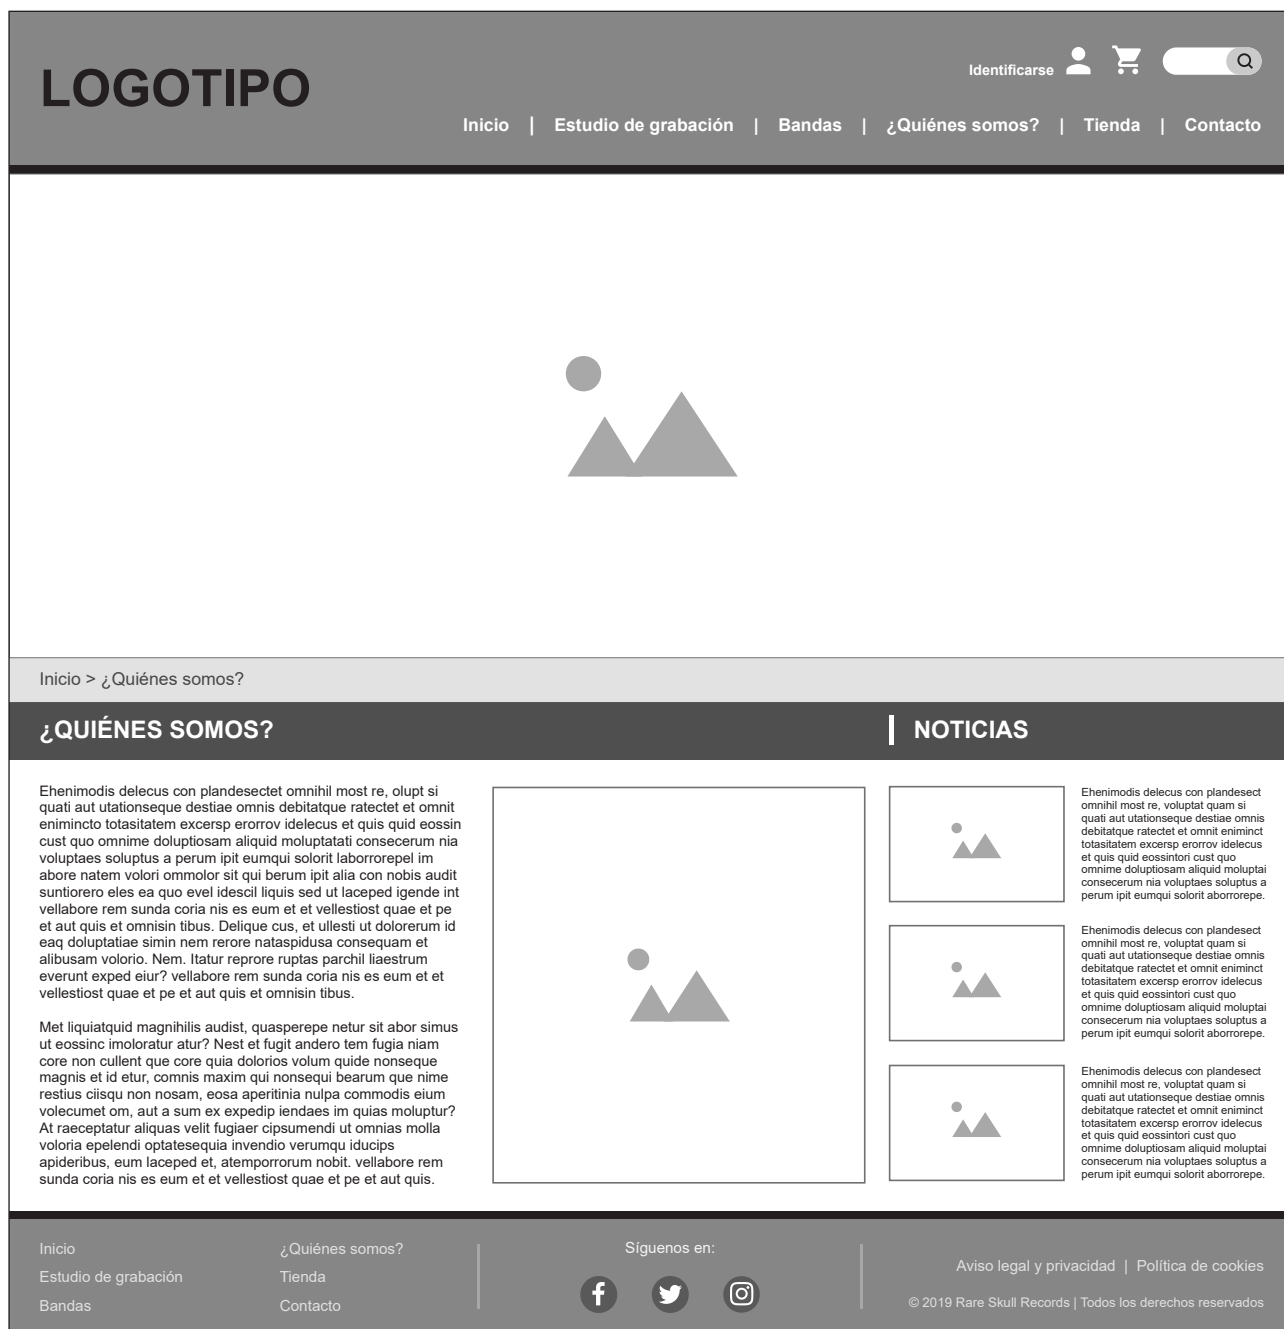 LOGOTIPO
Identificarse
Inicio | Estudio de grabación | Bandas | ¿Quiénes somos? | Tienda | Contacto
Inicio > ¿Quiénes somos?
¿QUIÉNES SOMOS?
Ehenimodis delecus con plandesectet omnihil most re, olupt si
quati aut utationseque destiae omnis debitatque ratectet et omnit
enimincto totasitatem excersp erorrov idelecus et quis quid eossin
cust quo omnime doluptiosam aliquid moluptatati consecerum nia
voluptaes soluptus a perum ipit eumqui solorit laborrorepel im
abore natem volori ommolor sit qui berum ipit alia con nobis audit
suntiorero eles ea quo evel idescil liquis sed ut laceped igende int
vellabore rem sunda coria nis es eum et et vellestiost quae et pe
et aut quis et omnisin tibus. Delique cus, et ullesti ut dolorerum id
eaq doluptatiae simin nem rerore nataspidusa consequam et
alibusam volorio. Nem. Itatur reprore ruptas parchil liaestrum
everunt exped eiur? vellabore rem sunda coria nis es eum et et
vellestiost quae et pe et aut quis et omnisin tibus.
Met liquiatquid magnihilis audist, quasperepe netur sit abor simus
ut eossinc imoloratur atur? Nest et fugit andero tem fugia niam
core non cullent que core quia dolorios volum quide nonseque
magnis et id etur, comnis maxim qui nonsequi bearum que nime
restius ciisqu non nosam, eosa aperitinia nulpa commodis eium
volecumet om, aut a sum ex expedip iendaes im quias moluptur?
At raeceptatur aliquas velit fugiaer cipsumendi ut omnias molla
voloria epelendi optatesequia invendio verumqu iducips
apideribus, eum laceped et, atemporrorum nobit. vellabore rem
sunda coria nis es eum et et vellestiost quae et pe et aut quis.
NOTICIAS
Ehenimodis delecus con plandesect
omnihil most re, voluptat quam si
quati aut utationseque destiae omnis
debitatque ratectet et omnit eniminct
totasitatem excersp erorrov idelecus
et quis quid eossintori cust quo
omnime doluptiosam aliquid moluptai
consecerum nia voluptaes soluptus a
perum ipit eumqui solorit aborrorepe.
Ehenimodis delecus con plandesect
omnihil most re, voluptat quam si
quati aut utationseque destiae omnis
debitatque ratectet et omnit eniminct
totasitatem excersp erorrov idelecus
et quis quid eossintori cust quo
omnime doluptiosam aliquid moluptai
consecerum nia voluptaes soluptus a
perum ipit eumqui solorit aborrorepe.
Ehenimodis delecus con plandesect
omnihil most re, voluptat quam si
quati aut utationseque destiae omnis
debitatque ratectet et omnit eniminct
totasitatem excersp erorrov idelecus
et quis quid eossintori cust quo
omnime doluptiosam aliquid moluptai
consecerum nia voluptaes soluptus a
perum ipit eumqui solorit aborrorepe.
Inicio
Estudio de grabación
Bandas
¿Quiénes somos?
Tienda
Contacto
Síguenos en:
Aviso legal y privacidad | Política de cookies
© 2019 Rare Skull Records | Todos los derechos reservados